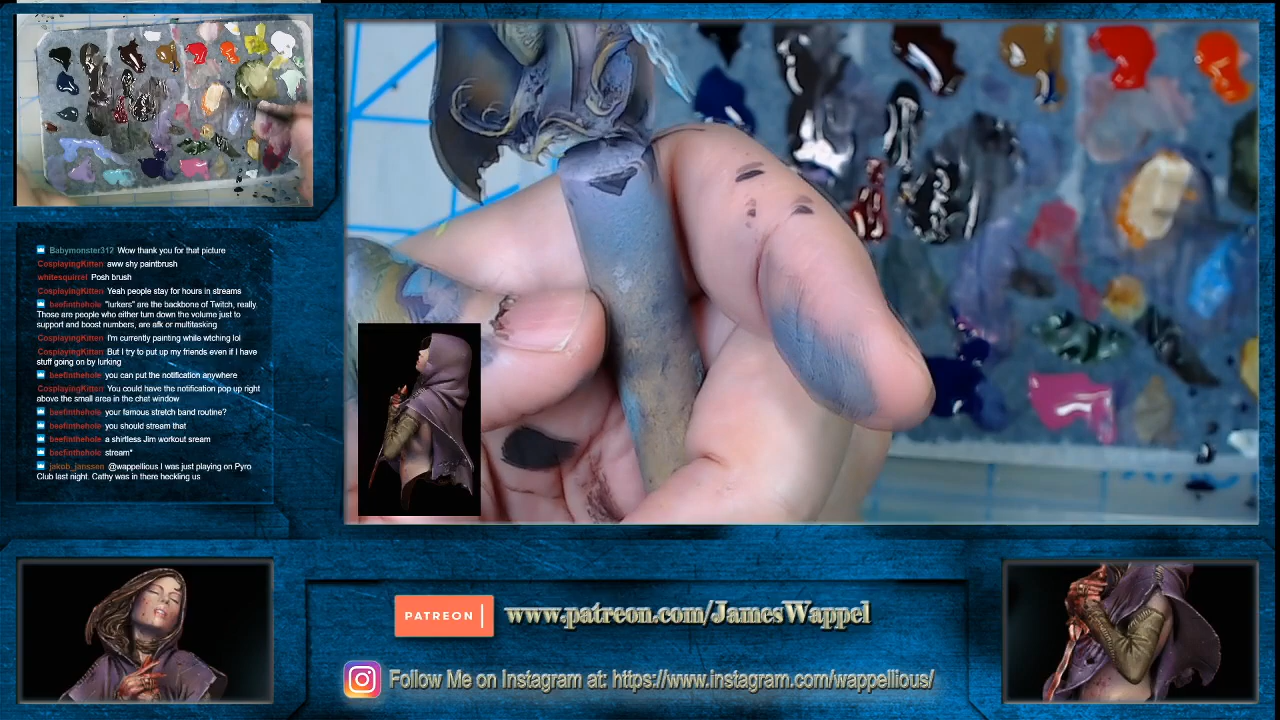 Babymonster312 Wow thank you for that picture
CosplayingKitten aww shy paintbrush
whitesquirrel Posh brush
CosplayingKitten Yeah people stay for hours in streams
beefinthehole "lurkers" are the backbone of Twitch, really.
Those are people who either turn down the volume just to
support and boost numbers, are afk or multitasking
CosplayingKitten I'm currently painting while wtching lol
CosplayingKitten But I try to put up my friends even if I have
stuff going on by lurking
beefinthehole you can put the notification anywhere
CosplayingKitten You could have the notification pop up right
above the small area in the chat window
beefinthehole your famous stretch band routine?
beefinthehole you should stream that
beefinthehole a shirtless Jim workout sream
beefinthehole stream*
jakob_janssen @wappellious I was just playing on Pyro
Club last night. Cathy was in there heckling us
PATREON
www.patreon.com/JamesWappel
Follow Me on Instagram at: https://www.instagram.com/wappellious/